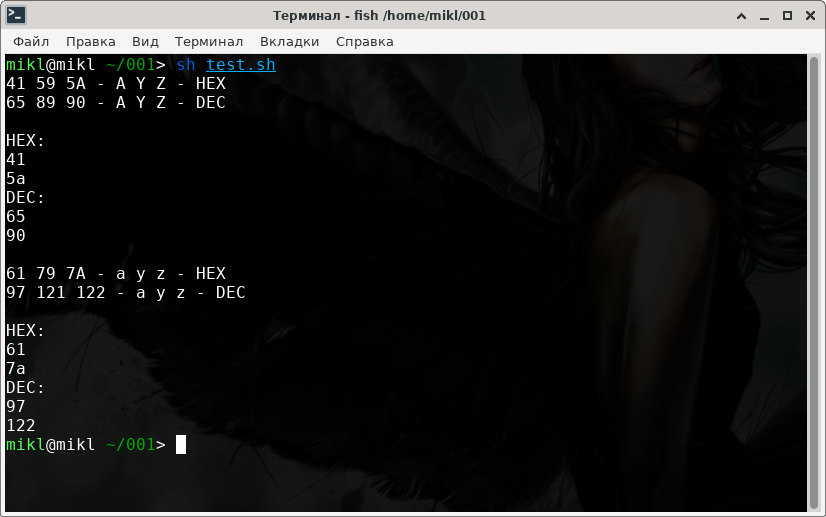 Терминал - fish /home/mikl/001
Файл Правка Вид Терминал Вкладки Справка
mikl@mikl ~/001> sh test.sh
41 59 5A - A Y Z - HEX
65 89 90 - A Y Z - DEC
HEX:
41
5a
DEC:
65
90
61 79 7A - a y z - HEX
97 121 122 - a y z - DEC
HEX:
61
7a
DEC:
97
122
mikl@mikl ~/001>